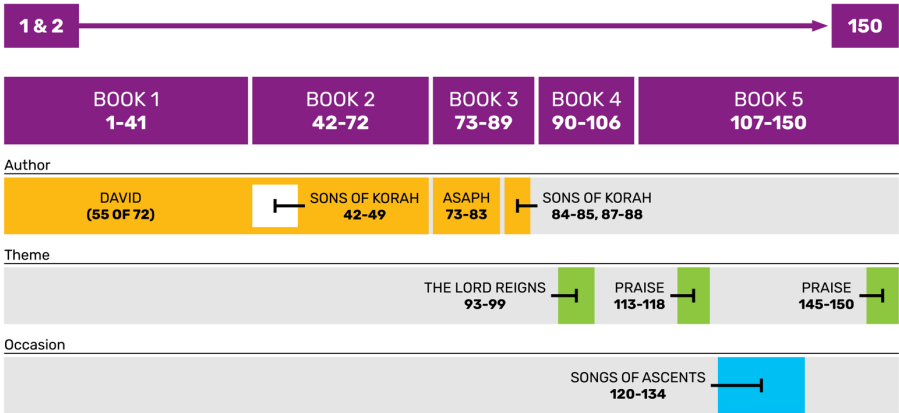 1 & 2
150
BOOK 1
1-41
BOOK 2
42-72
BOOK 3
73-89
BOOK 4
90-106
BOOK 5
107-150
Author
DAVID
(55 OF 72)
SONS OF KORAH
42-49
ASAPH
73-83
SONS OF KORAH
84-85, 87-88
Theme
THE LORD REIGNS
93-99
PRAISE
113-118
PRAISE
145-150
Occasion
SONGS OF ASCENTS
120-134